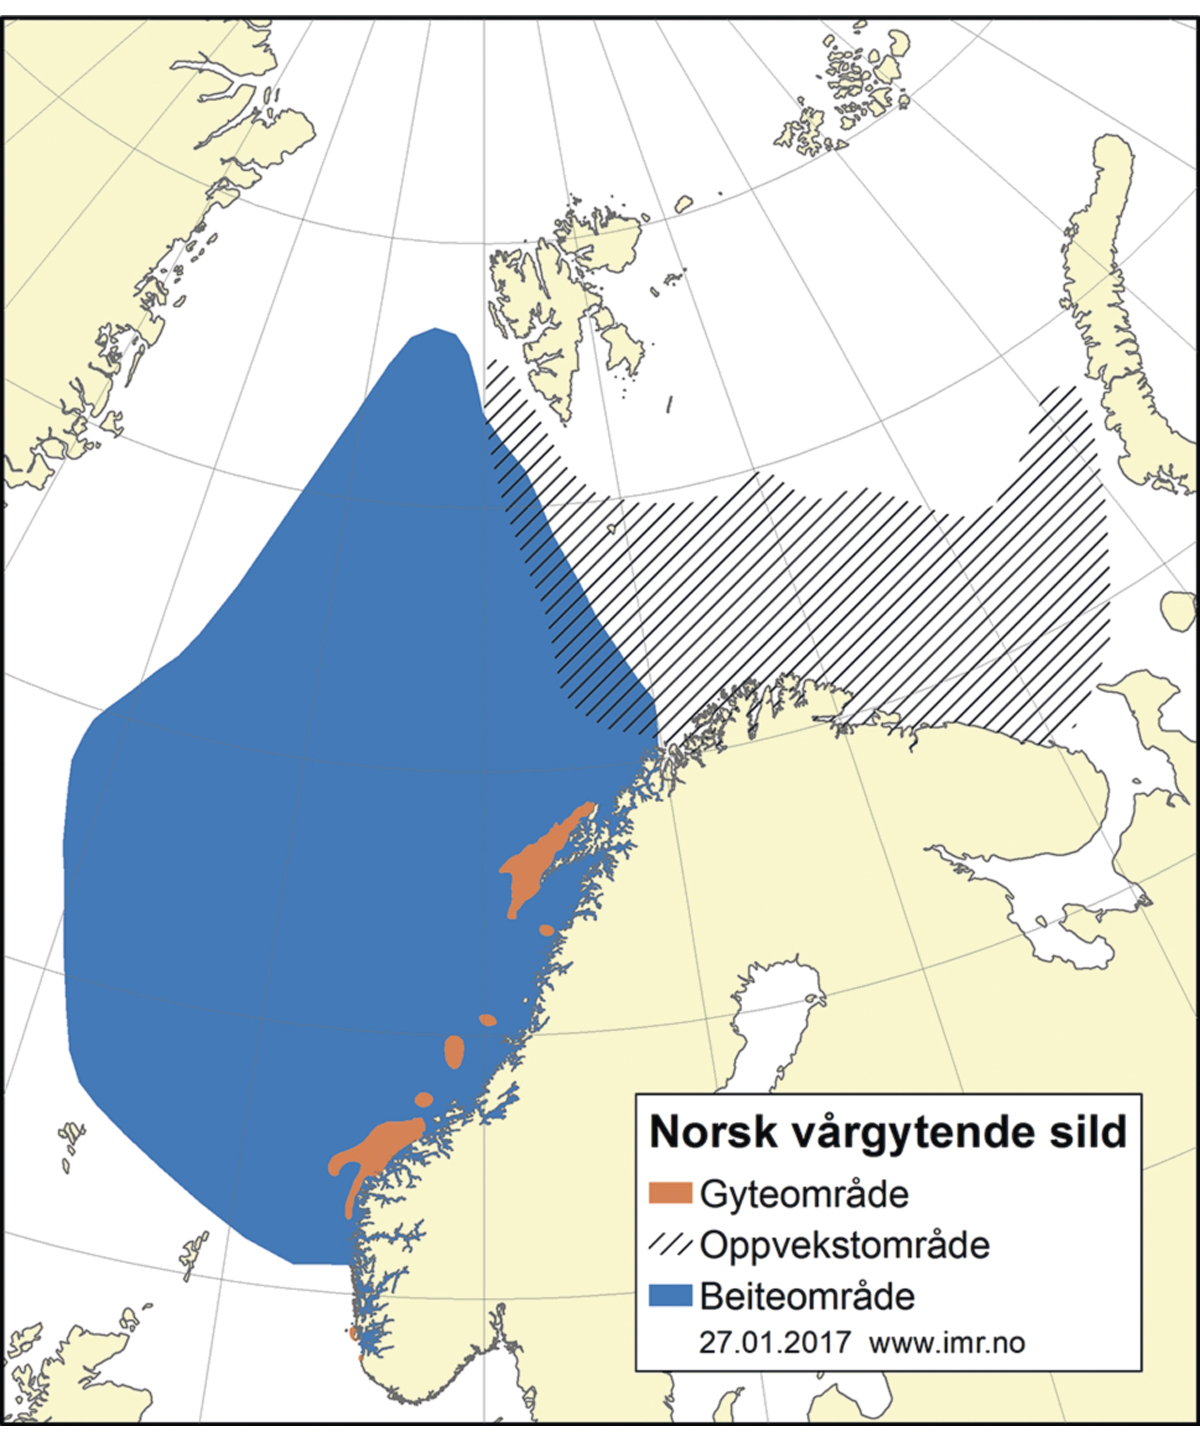 Norsk vårgytende sild
Gyteområde
Oppvekstområde
Beiteområde
27.01.2017 www.imr.no